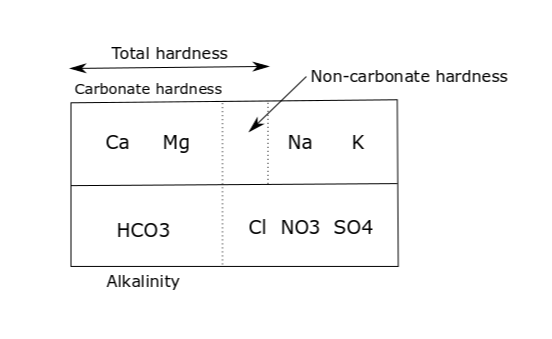 Total hardness
Non-carbonate hardness
Carbonate hardness
Ca Mg Na K
HCO3 Cl NO3 SO4
Alkalinity